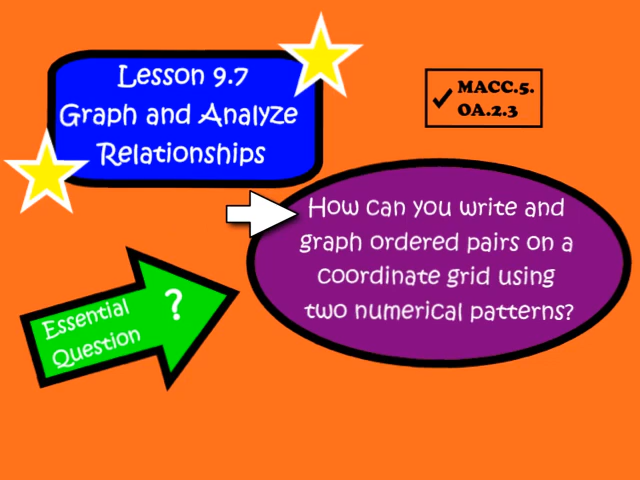 Lesson 9.7
Graph and Analyze
Relationships
MACC.5.
OA.2.3
How can you write and
graph ordered pairs on a
coordinate grid using
two numerical patterns?
Essential
Question
?